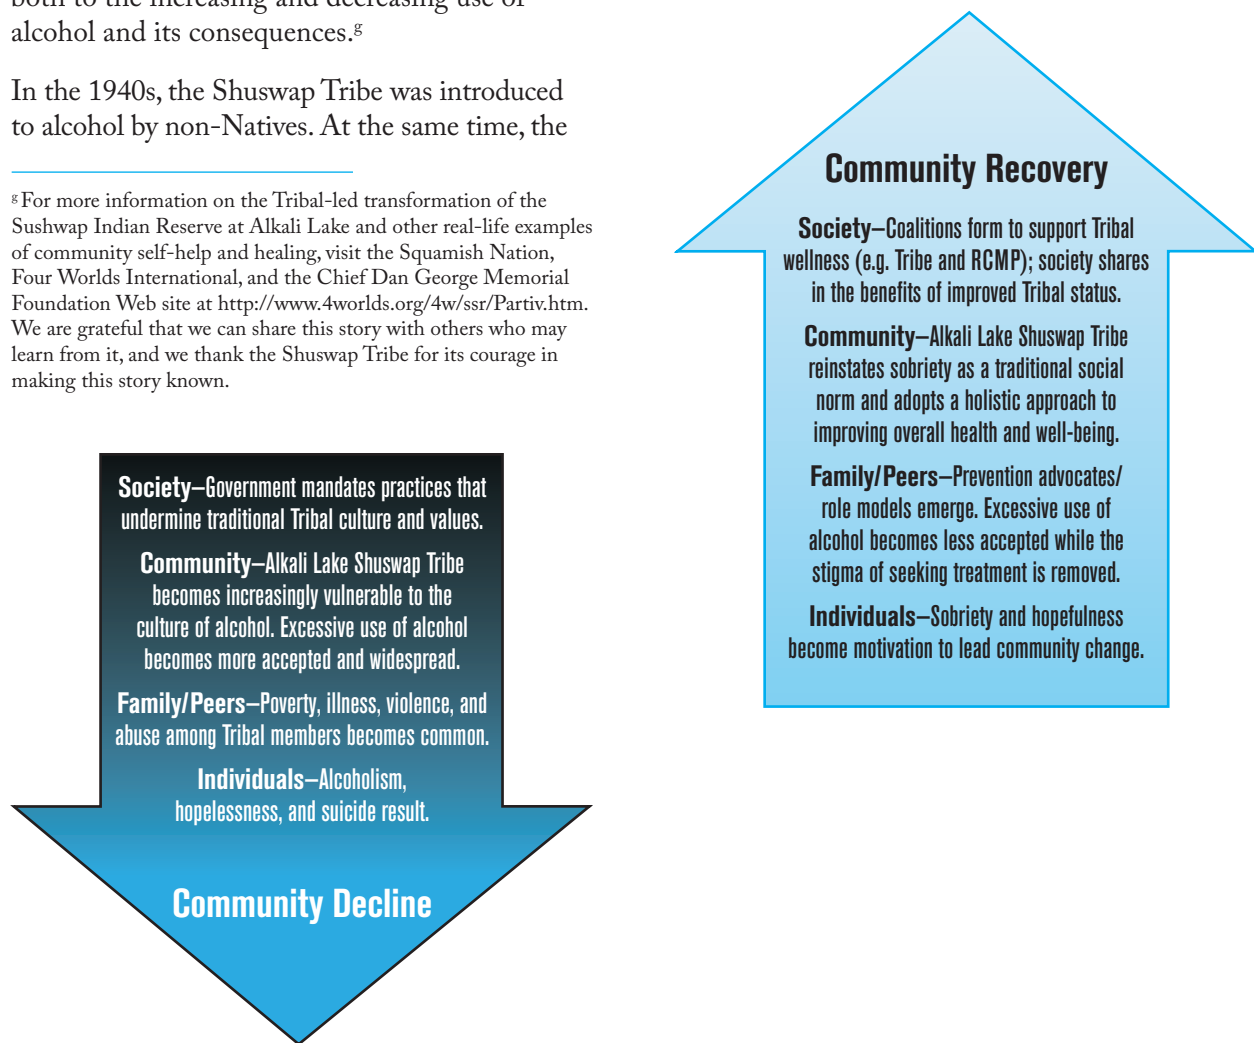 both to the increasing and decreasing use of
alcohol and its consequences.g
In the 1940s, the Shuswap Tribe was introduced
to alcohol by non-Natives. At the same time, the
g For more information on the Tribal-led transformation of the
Sushwap Indian Reserve at Alkali Lake and other real-life examples
of community self-help and healing, visit the Squamish Nation,
Four Worlds International, and the Chief Dan George Memorial
Foundation Web site at http://www.4worlds.org/4w/ssr/Partiv.htm.
We are grateful that we can share this story with others who may
learn from it, and we thank the Shuswap Tribe for its courage in
making this story known.
Society–Government mandates practices that
undermine traditional Tribal culture and values.
Community–Alkali Lake Shuswap Tribe
becomes increasingly vulnerable to the
culture of alcohol. Excessive use of alcohol
becomes more accepted and widespread.
Family/Peers–Poverty, illness, violence, and
abuse among Tribal members becomes common.
Individuals–Alcoholism,
hopelessness, and suicide result.
Community Decline
Community Recovery
Society–Coalitions form to support Tribal
wellness (e.g. Tribe and RCMP); society shares
in the benefits of improved Tribal status.
Community–Alkali Lake Shuswap Tribe
reinstates sobriety as a traditional social
norm and adopts a holistic approach to
improving overall health and well-being.
Family/Peers–Prevention advocates/
role models emerge. Excessive use of
alcohol becomes less accepted while the
stigma of seeking treatment is removed.
Individuals–Sobriety and hopefulness
become motivation to lead community change.